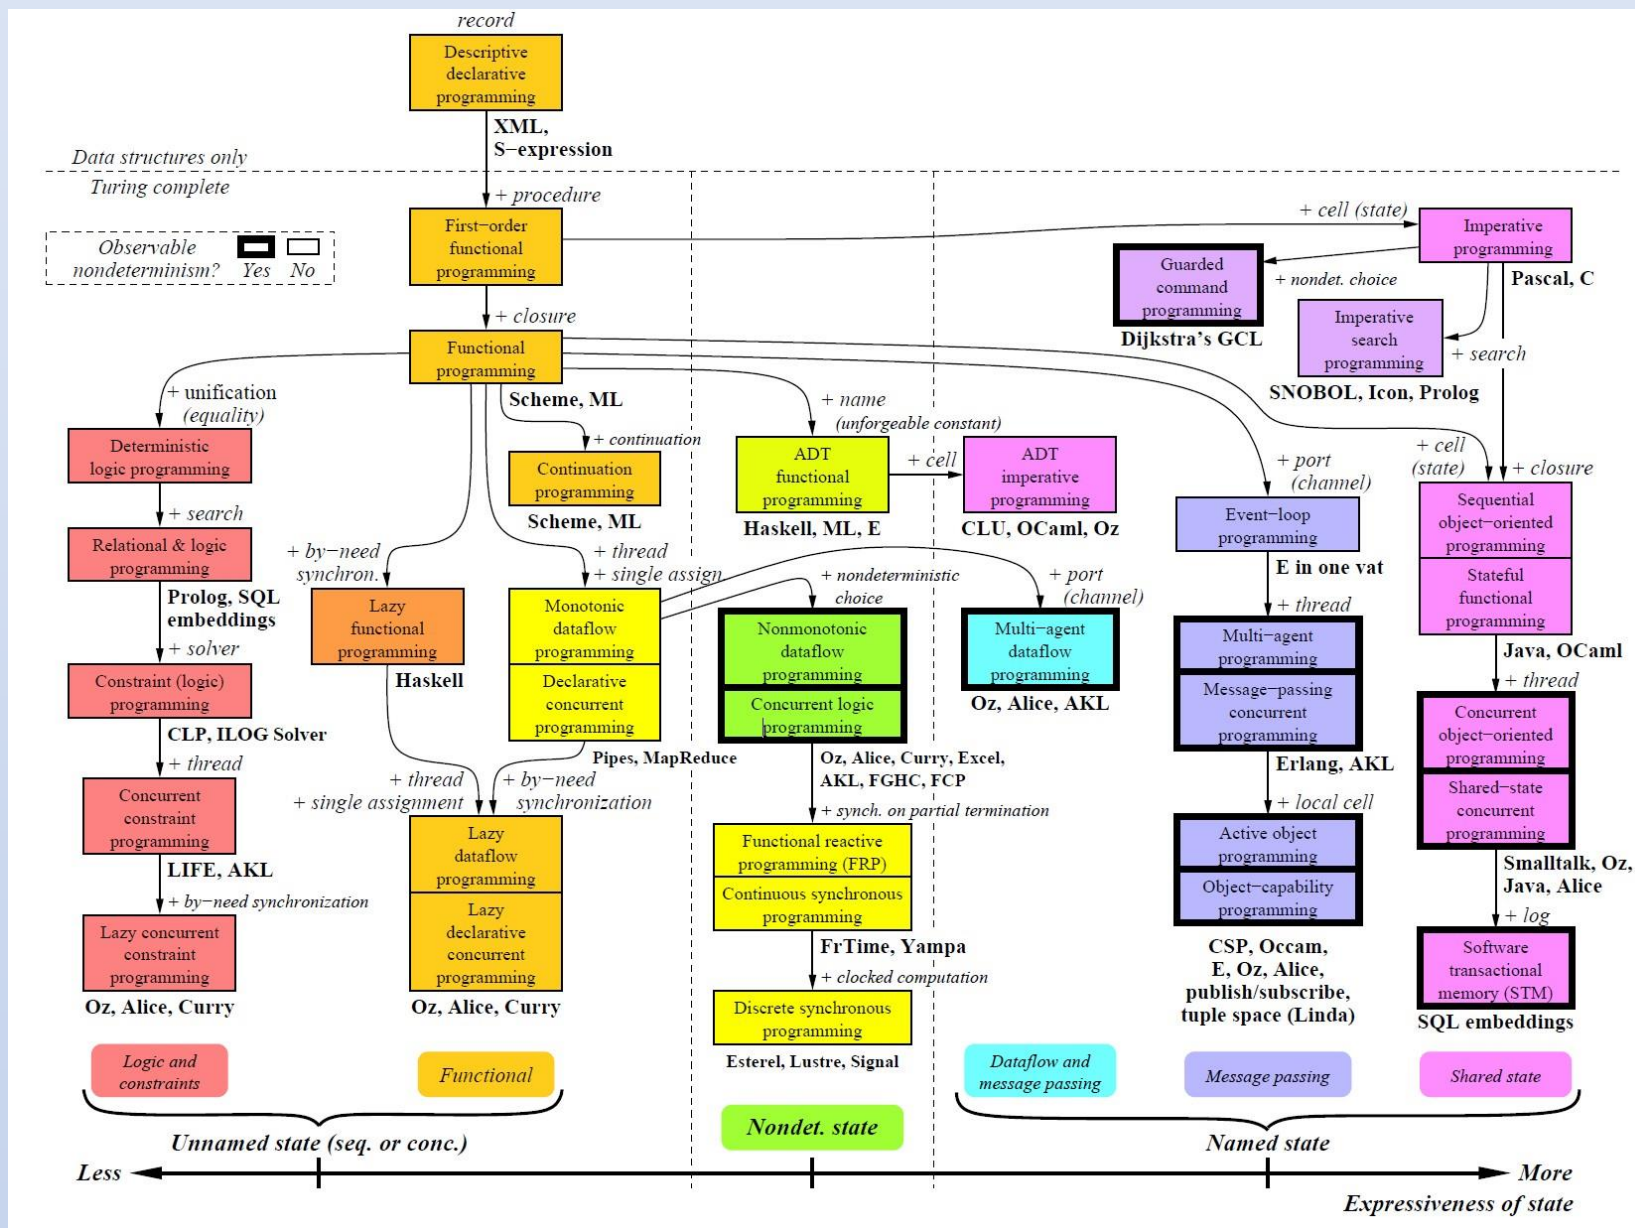 record
Descriptive
declarative
programming
XML,
S−expression
Data structures only
Turing complete
+ procedure
Observable
nondeterminism?
Yes
No
First−order
functional
programming
+ cell (state)
Imperative
programming
Pascal, C
Guarded
command
programming
+ nondet. choice
Dijkstra’s GCL
Imperative
search
programming
+ search
SNOBOL, Icon, Prolog
+ closure
Functional
programming
Scheme, ML
+ unification
(equality)
Deterministic
logic programming
+ search
Relational & logic
programming
Prolog, SQL
embeddings
+ solver
Constraint (logic)
programming
CLP, ILOG Solver
+ thread
Concurrent
constraint
programming
LIFE, AKL
+ by−need synchronization
Lazy concurrent
constraint
programming
Oz, Alice, Curry
+ continuation
Continuation
programming
Scheme, ML
+ by−need
synchron.
Lazy
functional
programming
Haskell
+ thread
+ single assign.
Monotonic
dataflow
programming
Declarative
concurrent
programming
Pipes, MapReduce
+ thread
+ single assignment
+ by−need
synchronization
Lazy
dataflow
programming
Lazy
declarative
concurrent
programming
Oz, Alice, Curry
+ name
(unforgeable constant)
ADT
functional
programming
Haskell, ML, E
+ cell
ADT
imperative
programming
CLU, OCaml, Oz
+ nondeterministic
choice
Nonmonotonic
dataflow
programming
Concurrent logic
programming
Oz, Alice, Curry, Excel,
AKL, FGHC, FCP
+ synch. on partial termination
Functional reactive
programming (FRP)
Continuous synchronous
programming
FrTime, Yampa
+ clocked computation
Discrete synchronous
programming
Esterel, Lustre, Signal
+ port
(channel)
Multi−agent
dataflow
programming
Oz, Alice, AKL
+ port
(channel)
Event−loop
programming
E in one vat
+ thread
Multi−agent
programming
Message−passing
concurrent
programming
Erlang, AKL
+ local cell
Active object
programming
Object−capability
programming
CSP, Occam,
E, Oz, Alice,
publish/subscribe,
tuple space (Linda)
+ cell
(state)
+ closure
Sequential
object−oriented
programming
Stateful
functional
programming
Java, OCaml
+ thread
Concurrent
object−oriented
programming
Shared−state
concurrent
programming
Smalltalk, Oz,
Java, Alice
+ log
Software
transactional
memory (STM)
SQL embeddings
Logic and
constraints
Functional
Nondet. state
Dataflow and
message passing
Message passing
Shared state
Unnamed state (seq. or conc.)
Named state
Less
More
Expressiveness of state